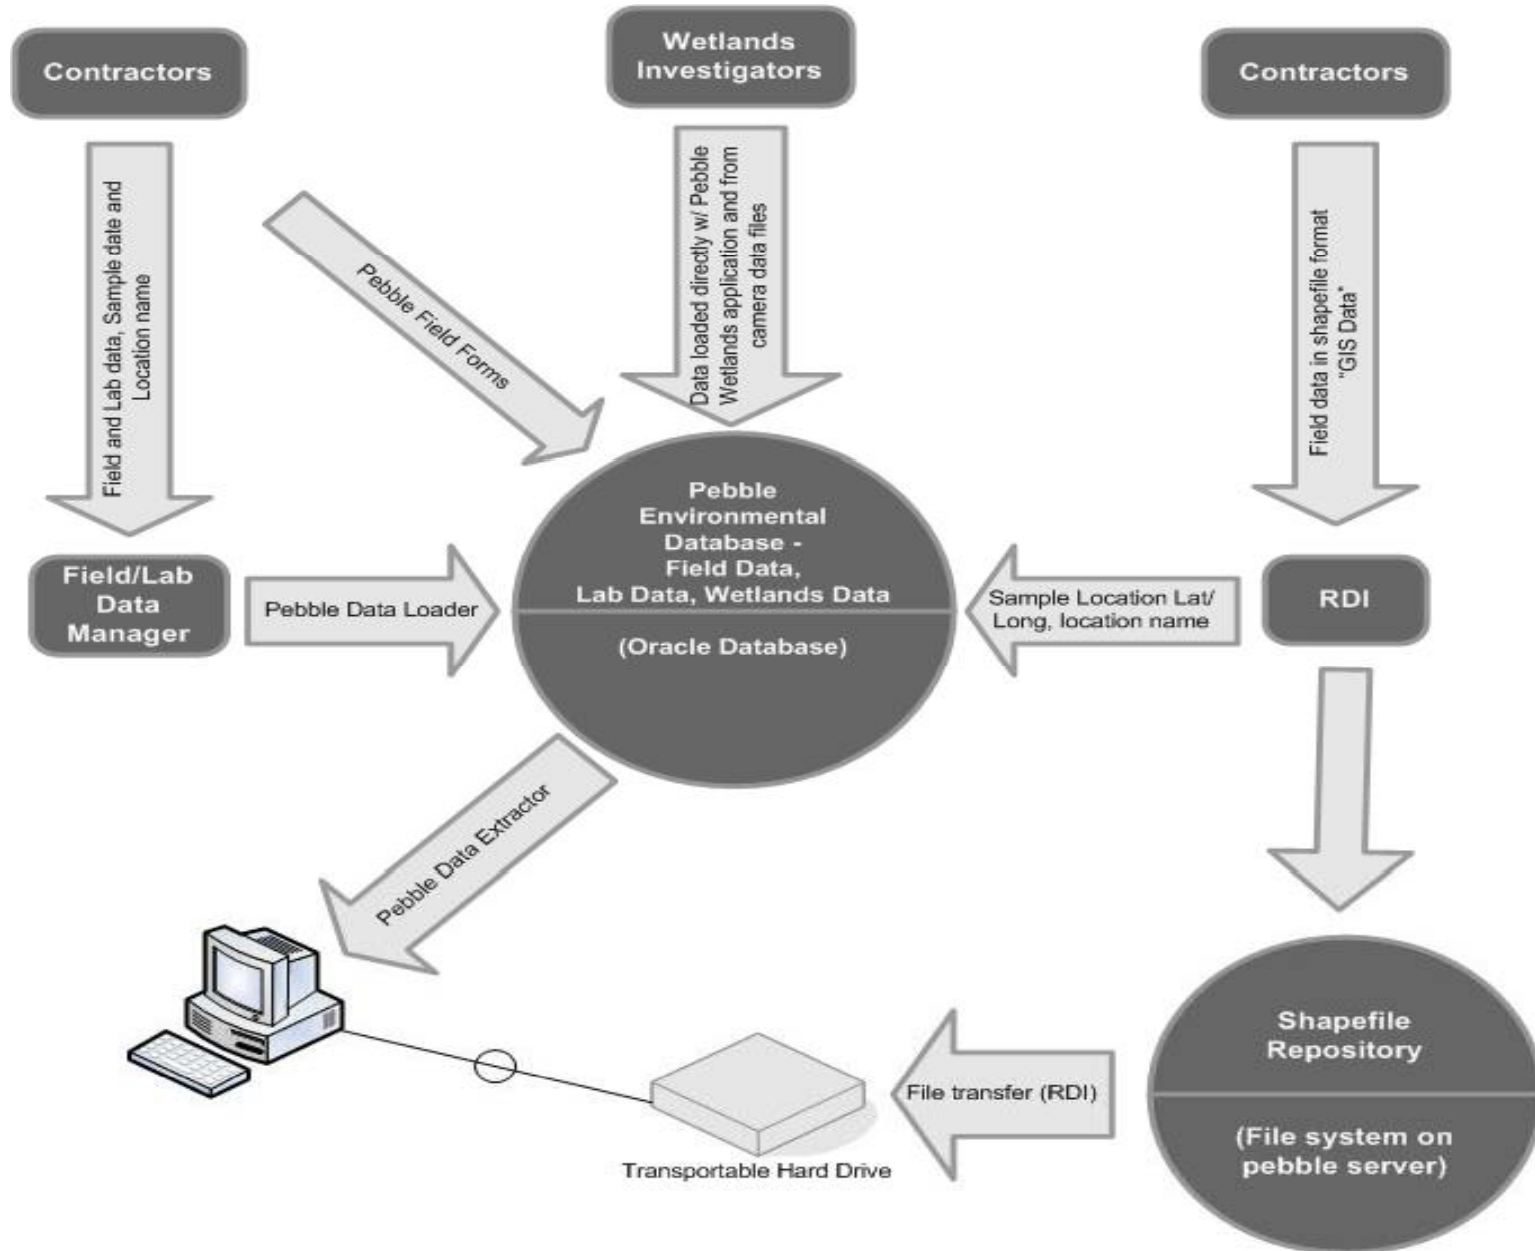 Contractors
Wetlands
Investigators
Contractors
Field and Lab data, Sample date and
Location name
Pebble Field Forms
Data loaded directly w/ Pebble
Wetlands application and from
camera data files
Field data in shapefile format
"GIS Data"
Field/Lab
Data
Manager
Pebble Data Loader
Pebble
Environmental
Database -
Field Data,
Lab Data, Wetlands Data
(Oracle Database)
Sample Location Lat/
Long, location name
RDI
Pebble Data Extractor
Shapefile
Repository
(File system on
pebble server)
File transfer (RDI)
Transportable Hard Drive